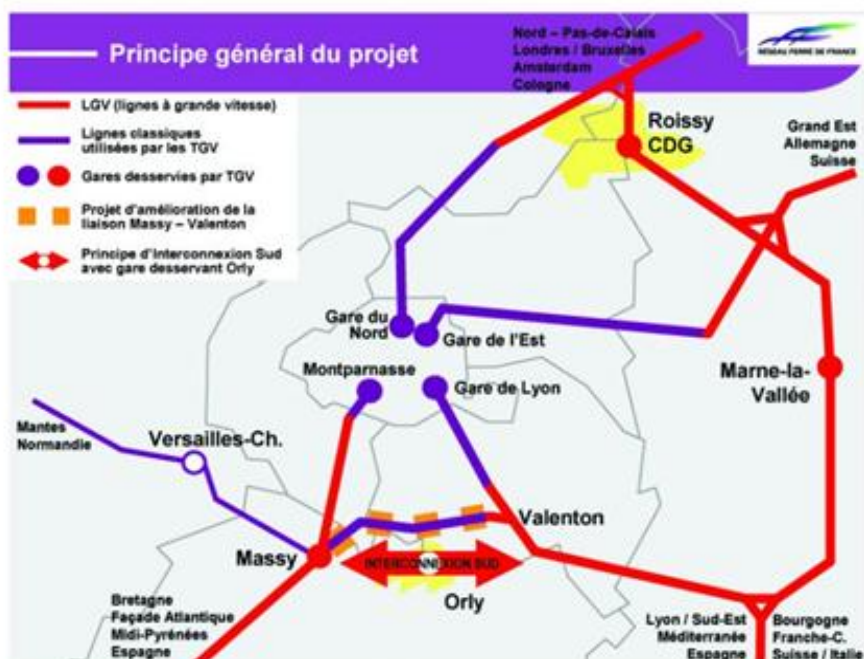 Principe général du projet
Nord – Pas-de-Calais
Londres / Bruxelles
Amsterdam
Cologne
RÉSEAU FERRÉ DE FRANCE
LGV (lignes à grande vitesse)
Lignes classiques
utilisées par les TGV
Gares desservies par TGV
Projet d'amélioration de la
liaison Massy – Valenton
Principe d'Interconnexion Sud
avec gare desservant Orly
Roissy
CDG
Grand Est
Allemagne
Suisse
Gare du
Nord
Gare de l'Est
Montparnasse
Gare de Lyon
Marne-la-
Vallée
Mantes
Normandie
Versailles-Ch.
Valenton
Massy
INTERCONNEXION SUD
Orly
Bretagne
Façade Atlantique
Midi-Pyrénées
Espagne
Lyon / Sud-Est
Méditerranée
Espagne
Bourgogne
Franche-C.
Suisse / Italie